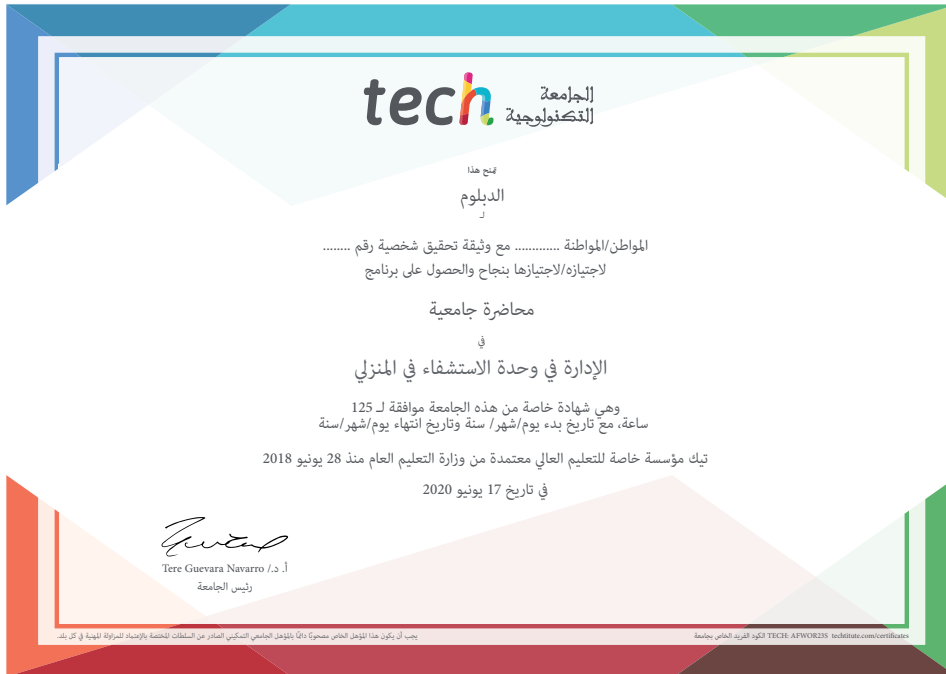 tech الجامعة
التكنولوجية
تمنح هذا
الدبلوم
لـ
المواطن/المواطنة ............ مع وثيقة تحقيق شخصية رقم ........
لاجتيازه/لاجتيازها بنجاح والحصول على برنامج
محاضرة جامعية
في
الإدارة في وحدة الاستشفاء في المنزلي
وهي شهادة خاصة من هذه الجامعة موافقة لـ 125
ساعة، مع تاريخ بدء يوم/شهر/ سنة وتاريخ انتهاء يوم/شهر/سنة
تيك مؤسسة خاصة للتعليم العالي معتمدة من وزارة التعليم العام منذ 28 يونيو 2018
في تاريخ 17 يونيو 2020
أ. د./ Tere Guevara Navarro
رئيس الجامعة
يجب أن يكون هذا المؤهل الخاص مصحوبًا دائمًا بالمؤهل الجامعي التمكيني الصادر عن السلطات المختصة بالإعتماد للمزاولة المهنية في كل بلد.
الكود الفريد الخاص بجامعة TECH: AFWOR23S techtitute.com/certificates